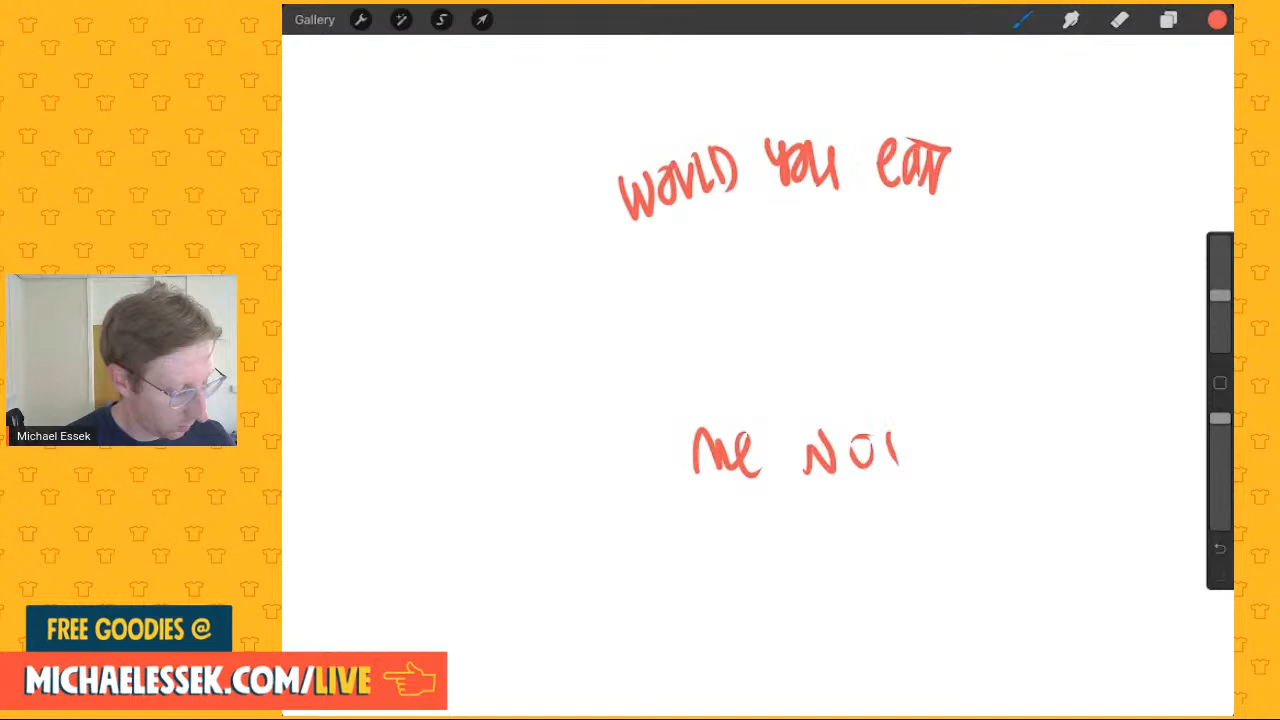 Gallery
WOULD YOU EAT
ME NO
Michael Essek
FREE GOODIES @
MICHAELESSEK.COM/LIVE